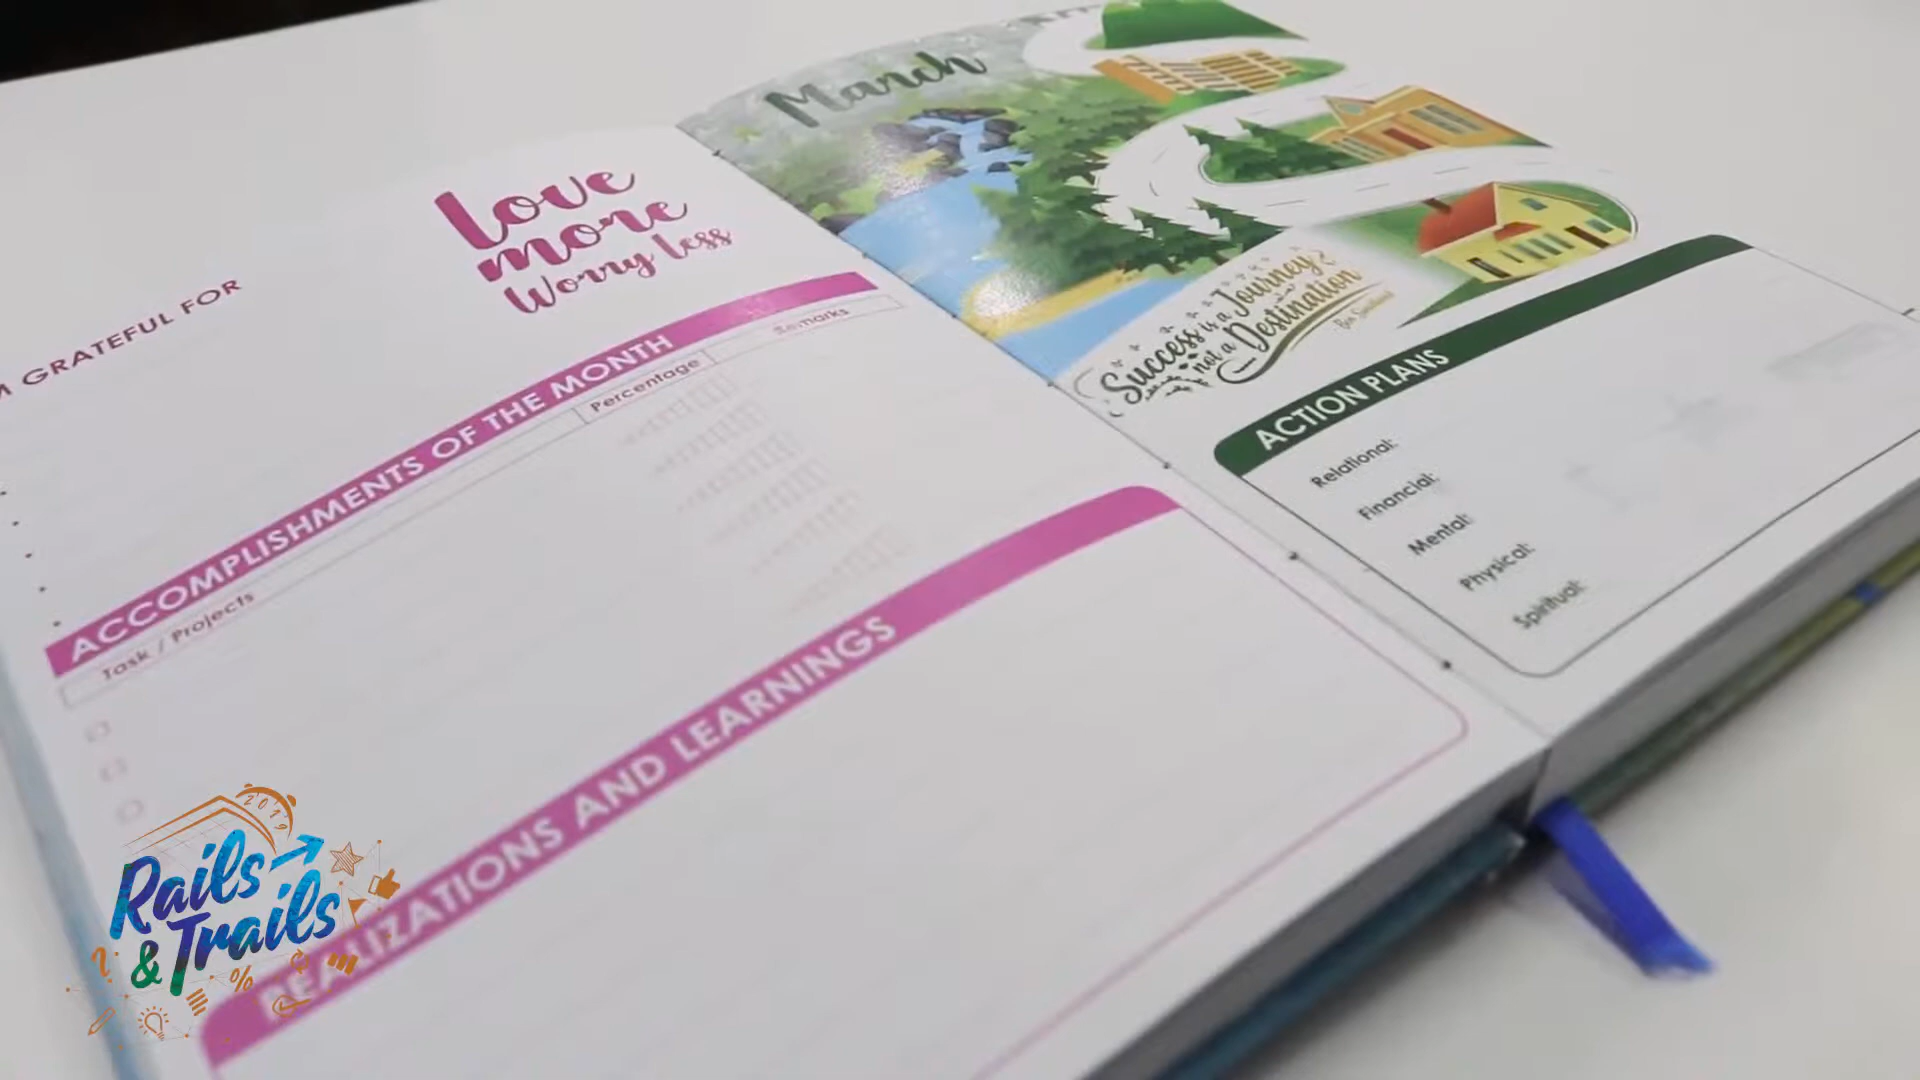 M GRATEFUL FOR
Love
more
Worry less
ACCOMPLISHMENTS OF THE MONTH
Task / Projects
Percentage
Remarks
REALIZATIONS AND LEARNINGS
March
Success is a Journey
not a Destination
ACTION PLANS
Relational:
Financial:
Mental:
Physical:
Spiritual:
2019
Rails
& Trails
%